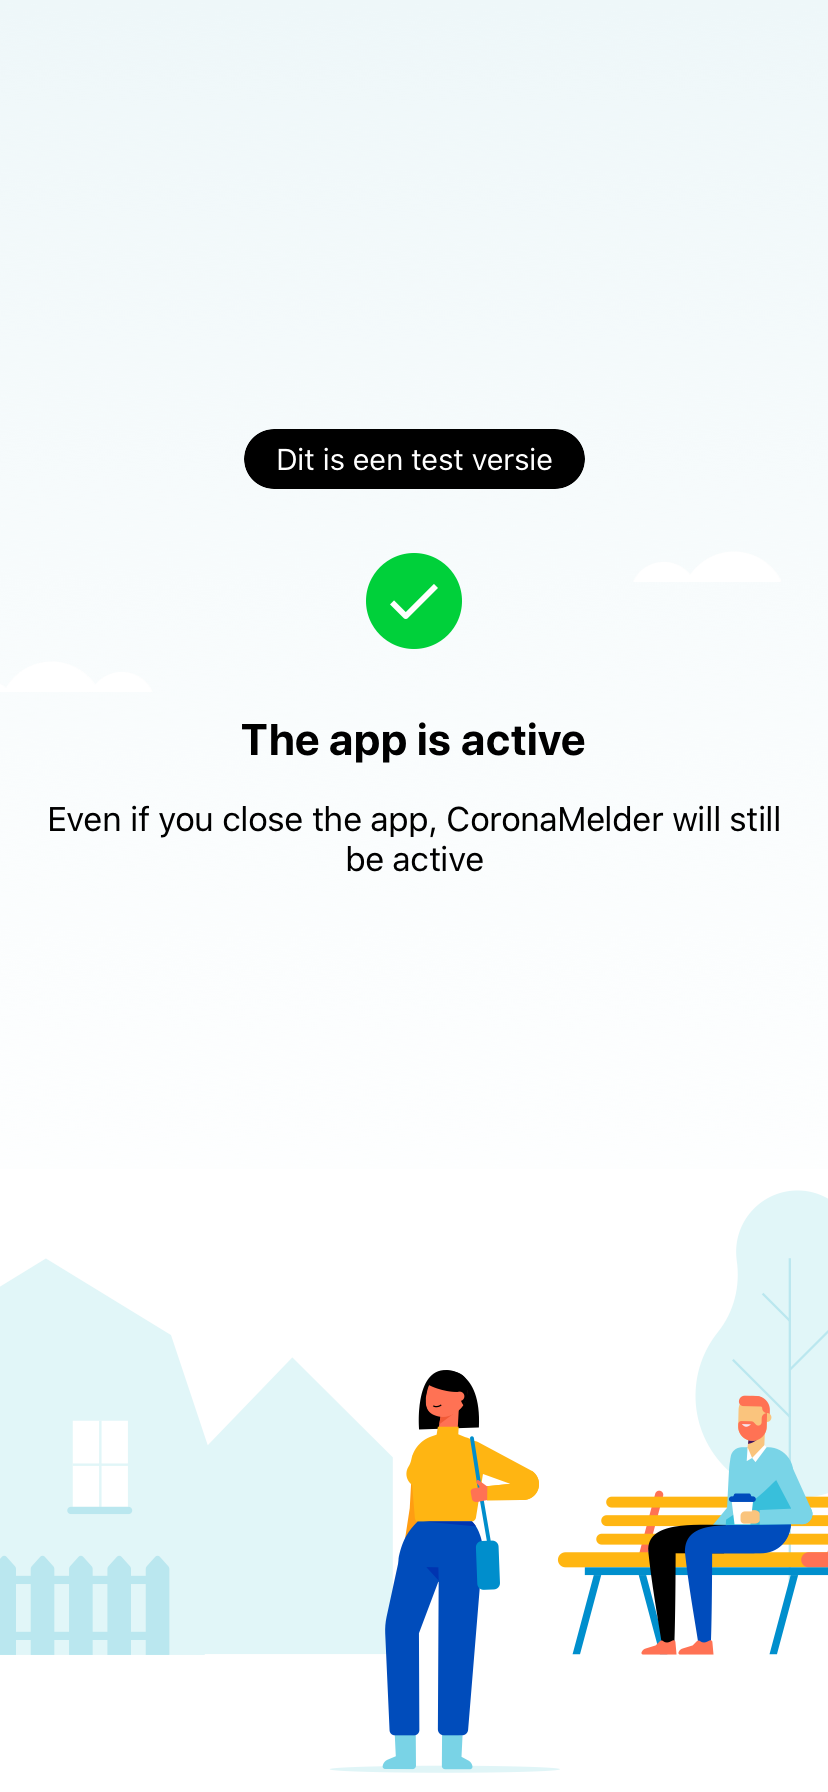 Dit is een test versie
The app is active
Even if you close the app, CoronaMelder will still
be active